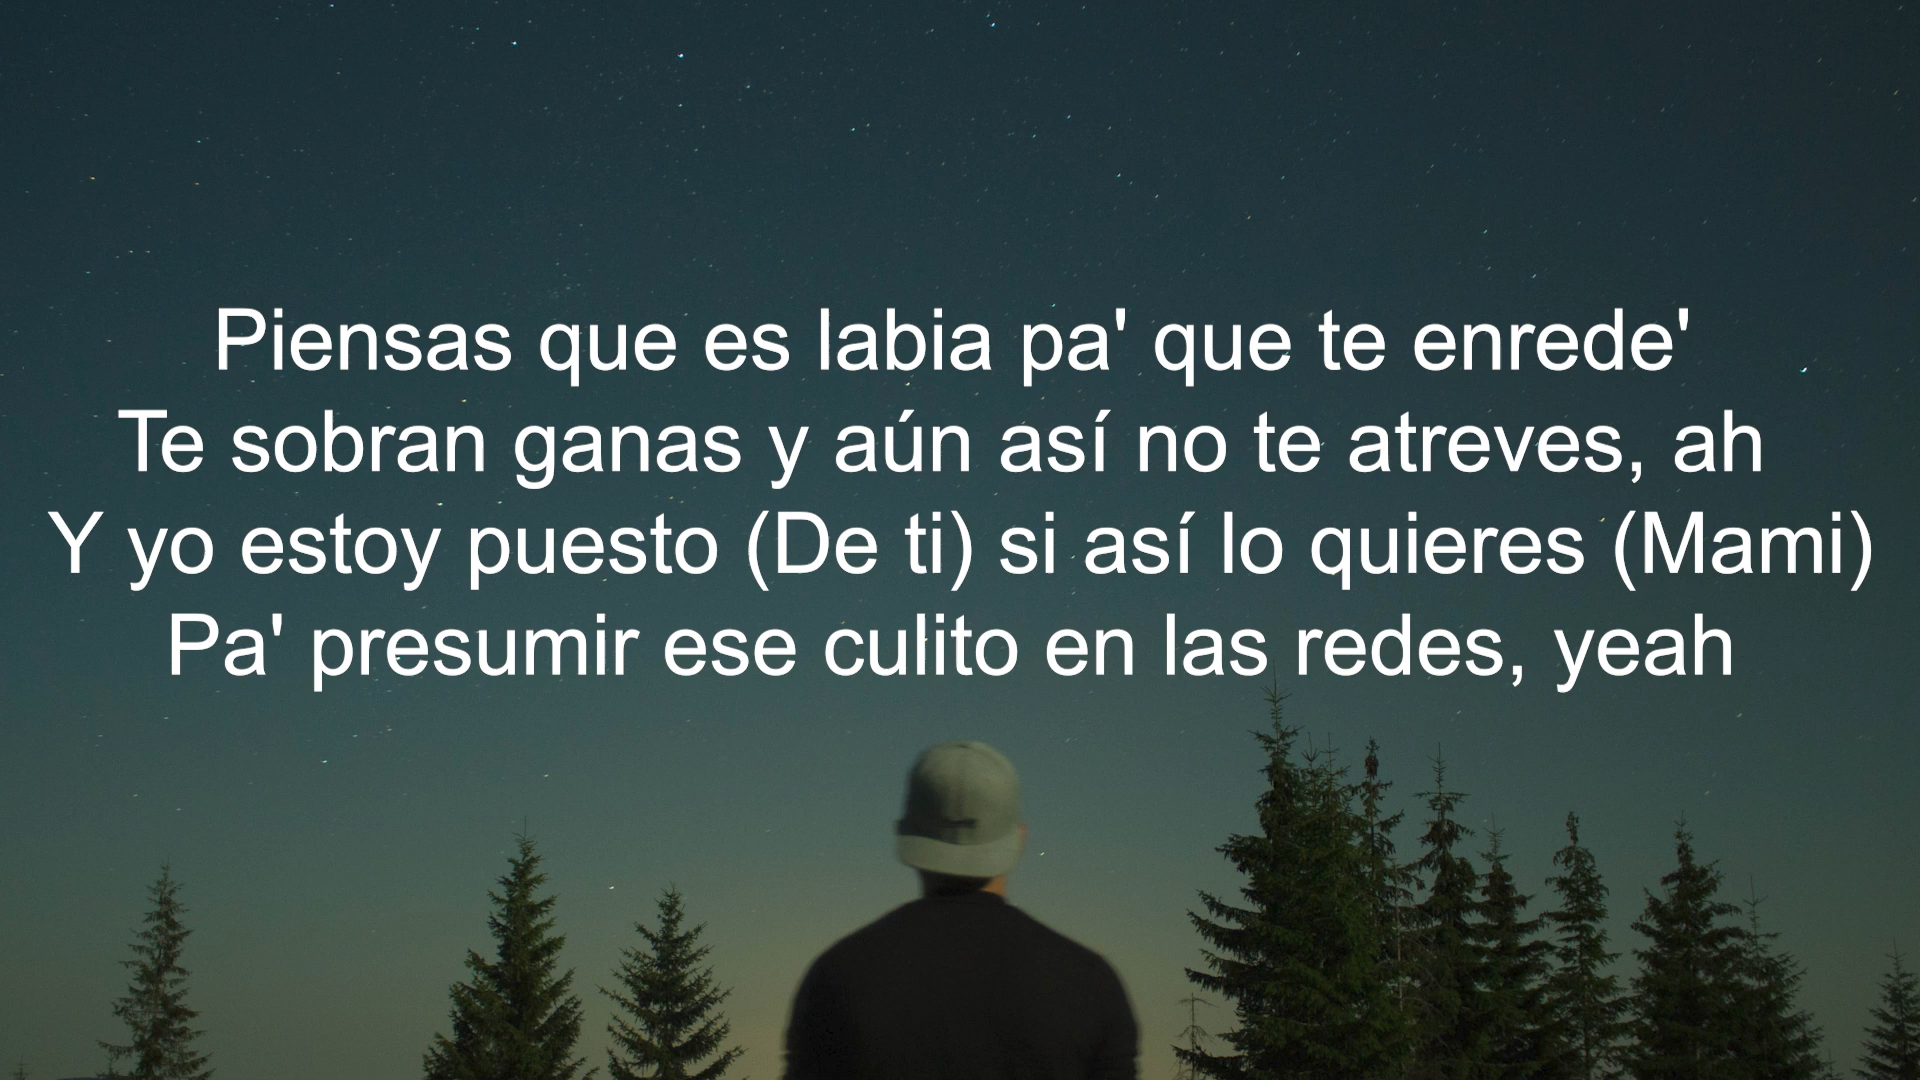 Piensas que es labia pa' que te enrede'
Te sobran ganas y aún así no te atreves, ah
Y yo estoy puesto (De ti) si así lo quieres (Mami)
Pa' presumir ese culito en las redes, yeah